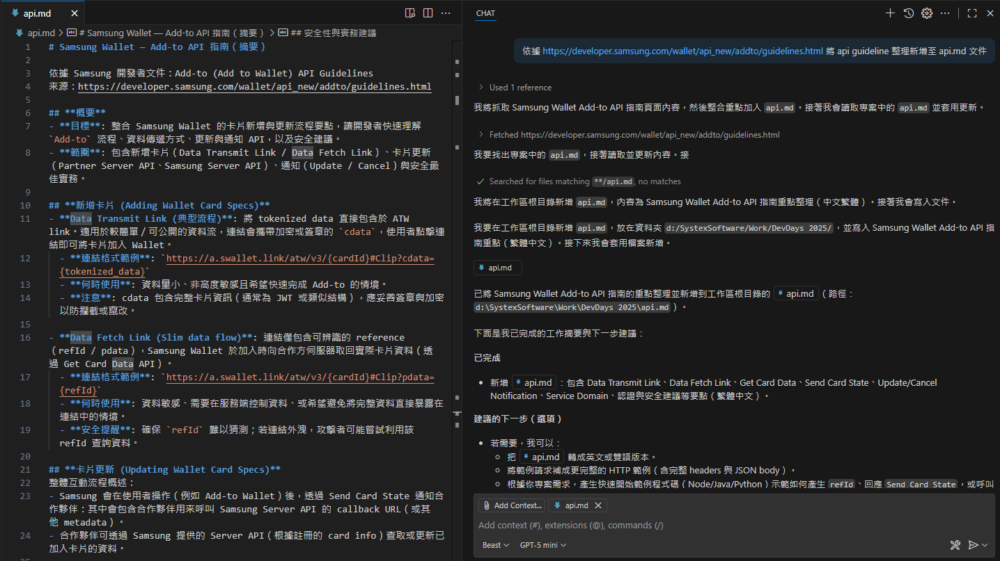 api.md
api.md > # Samsung Wallet — Add-to API 指南（摘要） > ## 安全性與實務建議
1 # Samsung Wallet — Add-to API 指南（摘要）
2
3 依據 Samsung 開發者文件：Add-to (Add to Wallet) API Guidelines
4 來源：https://developer.samsung.com/wallet/api_new/addto/guidelines.html
5
6 ## **概要**
7 - **目標**: 整合 Samsung Wallet 的卡片新增與更新流程要點，讓開發者快速理解
`Add-to` 流程、資料傳遞方式、更新與通知 API，以及安全建議。
8 - **範圍**: 包含新增卡片（Data Transmit Link / Data Fetch Link）、卡片更新
（Partner Server API、Samsung Server API）、通知（Update / Cancel）與安全最
佳實務。
9
10 ## **新增卡片 (Adding Wallet Card Specs)**
11 - **Data Transmit Link (典型流程)**: 將 tokenized data 直接包含於 ATW
link。適用於較簡單／可公開的資料流，連結會攜帶加密或簽章的 `cdata`，使用者點擊連
結即可將卡片加入 Wallet。
12 - **連結格式範例**: `https://a.swallet.link/atw/v3/{cardId}#Clip?cdata=
{tokenized_data}`
13 - **何時使用**: 資料量小、非高度敏感且希望快速完成 Add-to 的情境。
14 - **注意**: cdata 包含完整卡片資訊（通常為 JWT 或類似結構），應妥善簽章與加密
以防攔截或竄改。
15
16 - **Data Fetch Link (Slim data flow)**: 連結僅包含可辨識的 reference
（refId / pdata），Samsung Wallet 於加入時向合作方伺服器取回實際卡片資料（透
過 Get Card Data API）。
17 - **連結格式範例**: `https://a.swallet.link/atw/v3/{cardId}#Clip?pdata=
{refId}`
18 - **何時使用**: 資料敏感、需要在服務端控制資料、或希望避免將完整資料直接暴露在
連結中的情境。
19 - **安全提醒**: 確保 `refId` 難以猜測；若連結外洩，攻擊者可能嘗試利用該
refId 查詢資料。
20
21 ## **卡片更新 (Updating Wallet Card Specs)**
22 整體互動流程概述：
23 - Samsung 會在使用者操作（例如 Add-to Wallet）後，透過 Send Card State 通知合
作夥伴：其中會包含合作夥伴用來呼叫 Samsung Server API 的 callback URL（或其
他 metadata）。
24 - 合作夥伴可透過 Samsung 提供的 Server API（根據註冊的 card info）查取或更新已
加入卡片的資料。
CHAT
依據 https://developer.samsung.com/wallet/api_new/addto/guidelines.html 將 api guideline 整理新增至 api.md 文件
Used 1 reference
我將抓取 Samsung Wallet Add-to API 指南頁面內容，然後整合重點加入 api.md。接著我會讀取專案中的 api.md 並套用更新。
Fetched https://developer.samsung.com/wallet/api_new/addto/guidelines.html
我要找出專案中的 api.md，接著讀取並更新內容。接
Searched for files matching **/api.md, no matches
我將在工作區根目錄新增 api.md，內容為 Samsung Wallet Add-to API 指南重點整理（中文繁體）。接著我會寫入文件。
我要在工作區根目錄新增 api.md，放在資料夾 d:/SystexSoftware/Work/DevDays 2025/，並寫入 Samsung Wallet Add-to API 指
南重點（繁體中文）。接下來我會套用檔案新增。
api.md
已將 Samsung Wallet Add-to API 指南的重點整理並新增到工作區根目錄的 api.md（路徑：
d:\SystexSoftware\Work\DevDays 2025\api.md）。
下面是我已完成的工作摘要與下一步建議：
已完成
• 新增 api.md：包含 Data Transmit Link、Data Fetch Link、Get Card Data、Send Card State、Update/Cancel
Notification、Service Domain、認證與安全建議等要點（繁體中文）。
建議的下一步（選項）
• 若需要，我可以：
◦ 把 api.md 轉成英文或雙語版本。
◦ 將範例請求補成更完整的 HTTP 範例（含完整 headers 與 JSON body）。
◦ 根據你專案需求，產生快速開始範例程式碼（Node/Java/Python）示範如何產生 refId、回應 Send Card State，或呼叫
Add Context... api.md
Add context (#), extensions (@), commands (/)
Beast GPT-5 mini